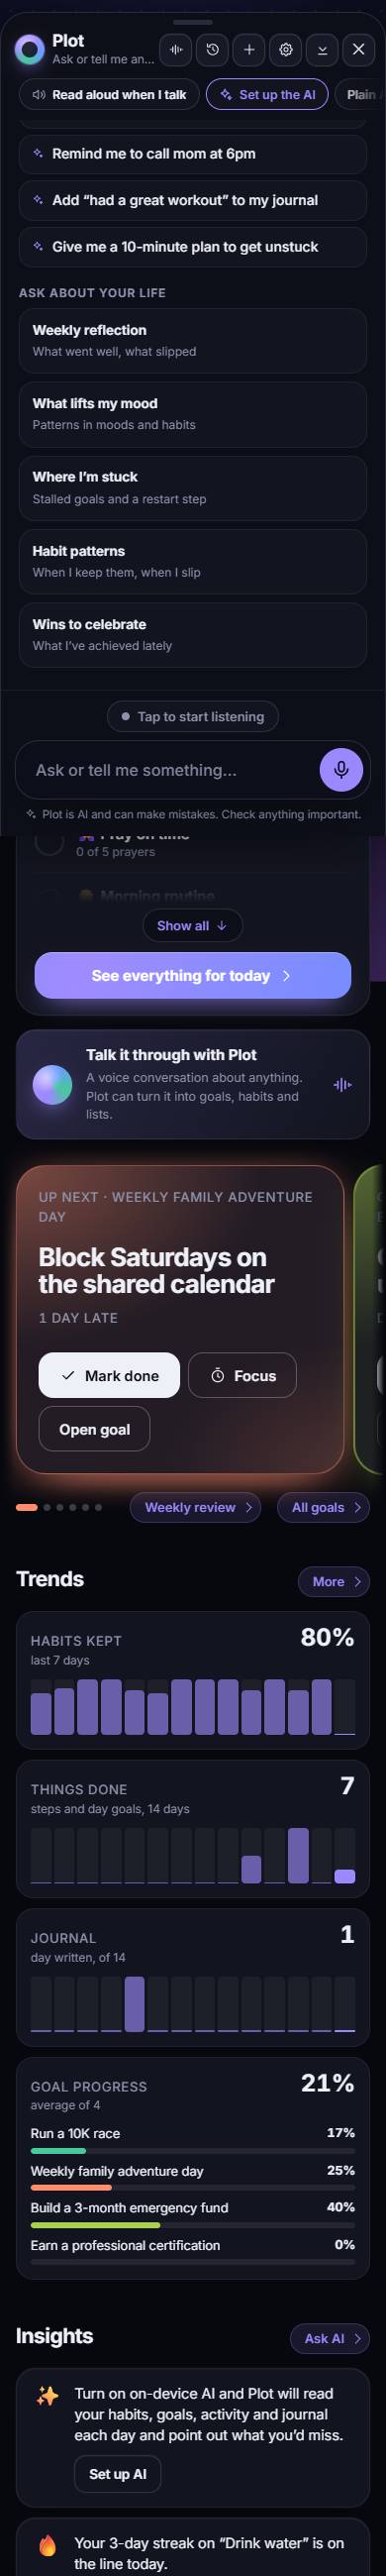 Plot
Ask or tell me an...
Read aloud when I talk
Set up the AI
Plain
Remind me to call mom at 6pm
Add “had a great workout” to my journal
Give me a 10-minute plan to get unstuck
ASK ABOUT YOUR LIFE
Weekly reflection
What went well, what slipped
What lifts my mood
Patterns in moods and habits
Where I’m stuck
Stalled goals and a restart step
Habit patterns
When I keep them, when I slip
Wins to celebrate
What I’ve achieved lately
Tap to start listening
Ask or tell me something...
Plot is AI and can make mistakes. Check anything important.
Pray on time
0 of 5 prayers
Morning routine
Show all
See everything for today
Talk it through with Plot
A voice conversation about anything.
Plot can turn it into goals, habits and
lists.
UP NEXT · WEEKLY FAMILY ADVENTURE
DAY
Block Saturdays on
the shared calendar
1 DAY LATE
Mark done
Focus
Open goal
Weekly review
All goals
Trends
More
HABITS KEPT
80%
last 7 days
THINGS DONE
7
steps and day goals, 14 days
JOURNAL
1
day written, of 14
GOAL PROGRESS
21%
average of 4
Run a 10K race
17%
Weekly family adventure day
25%
Build a 3-month emergency fund
40%
Earn a professional certification
0%
Insights
Ask AI
Turn on on-device AI and Plot will read
your habits, goals, activity and journal
each day and point out what you’d miss.
Set up AI
Your 3-day streak on “Drink water” is on
the line today.